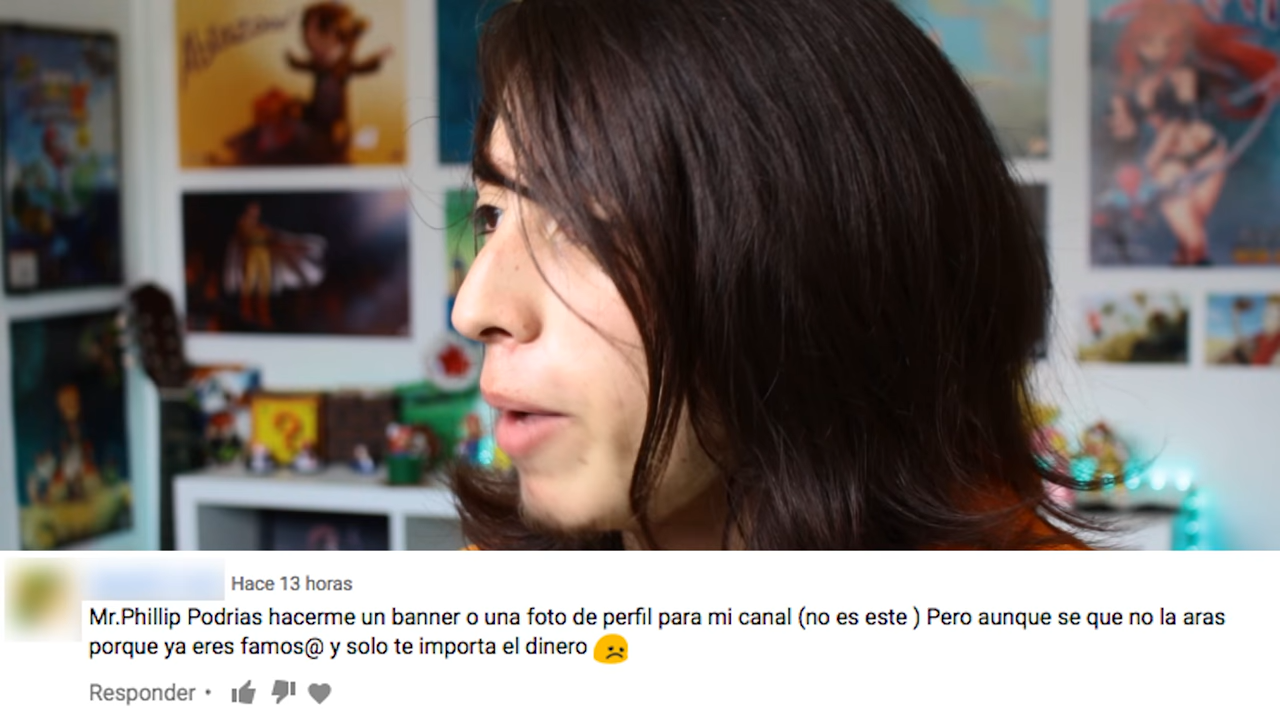 Hace 13 horas
Mr.Phillip Podrias hacerme un banner o una foto de perfil para mi canal (no es este ) Pero aunque se que no la aras
porque ya eres famos@ y solo te importa el dinero
Responder •